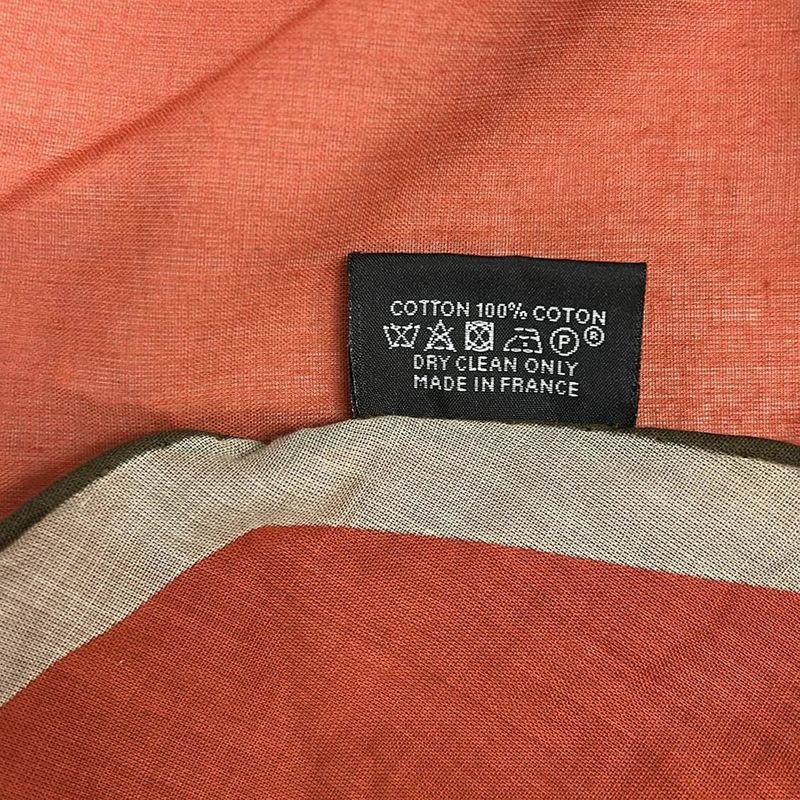 COTTON 100% COTON
P ®
DRY CLEAN ONLY
MADE IN FRANCE